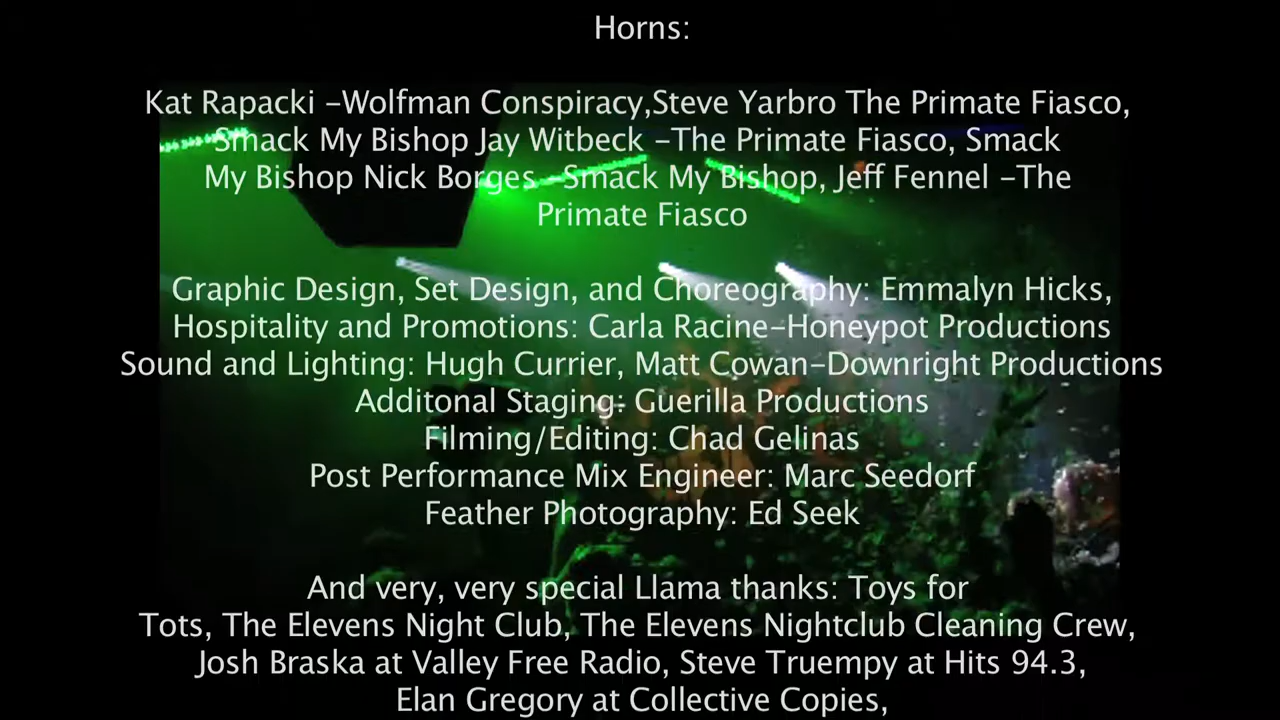 Horns:
Kat Rapacki -Wolfman Conspiracy,Steve Yarbro The Primate Fiasco,
Smack My Bishop Jay Witbeck -The Primate Fiasco, Smack
My Bishop Nick Borges -Smack My Bishop, Jeff Fennel -The
Primate Fiasco
Graphic Design, Set Design, and Choreography: Emmalyn Hicks,
Hospitality and Promotions: Carla Racine-Honeypot Productions
Sound and Lighting: Hugh Currier, Matt Cowan-Downright Productions
Additonal Staging: Guerilla Productions
Filming/Editing: Chad Gelinas
Post Performance Mix Engineer: Marc Seedorf
Feather Photography: Ed Seek
And very, very special Llama thanks: Toys for
Tots, The Elevens Night Club, The Elevens Nightclub Cleaning Crew,
Josh Braska at Valley Free Radio, Steve Truempy at Hits 94.3,
Elan Gregory at Collective Copies,